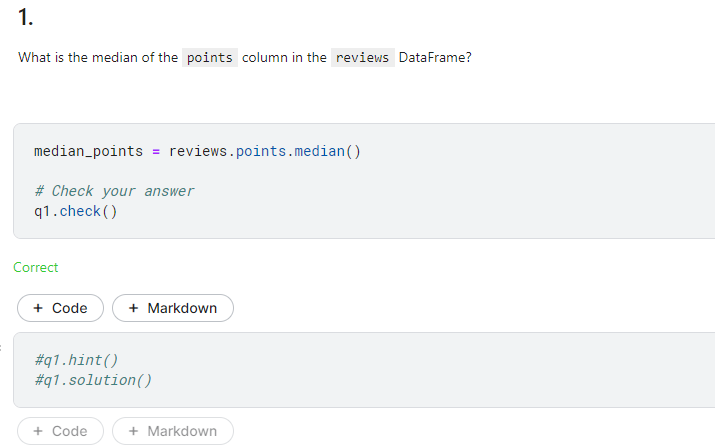 1.
What is the median of the points column in the reviews DataFrame?
median_points = reviews.points.median()
# Check your answer
q1.check()
Correct
+ Code + Markdown
#q1.hint()
#q1.solution()
+ Code + Markdown